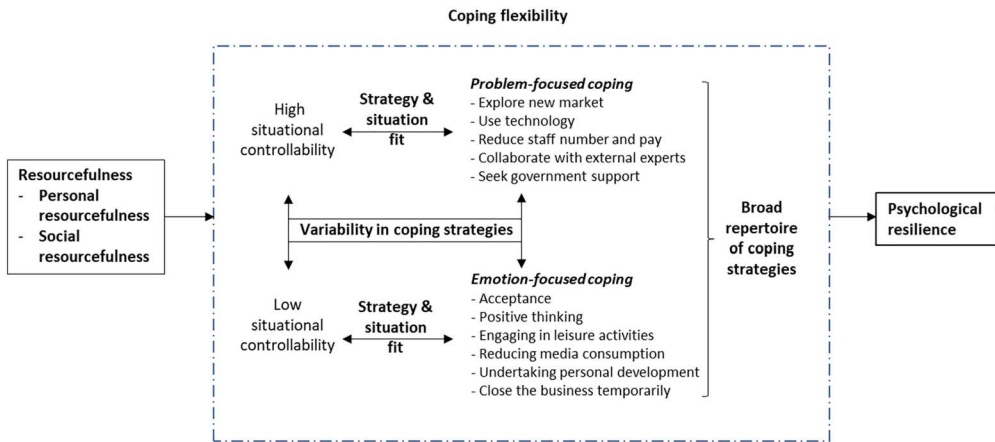 Coping flexibility
Resourcefulness
- Personal
resourcefulness
- Social
resourcefulness
High
situational
controllability
Strategy &
situation
fit
Problem-focused coping
- Explore new market
- Use technology
- Reduce staff number and pay
- Collaborate with external experts
- Seek government support
Variability in coping strategies
Low
situational
controllability
Strategy &
situation
fit
Emotion-focused coping
- Acceptance
- Positive thinking
- Engaging in leisure activities
- Reducing media consumption
- Undertaking personal development
- Close the business temporarily
Broad
repertoire
of coping
strategies
Psychological
resilience